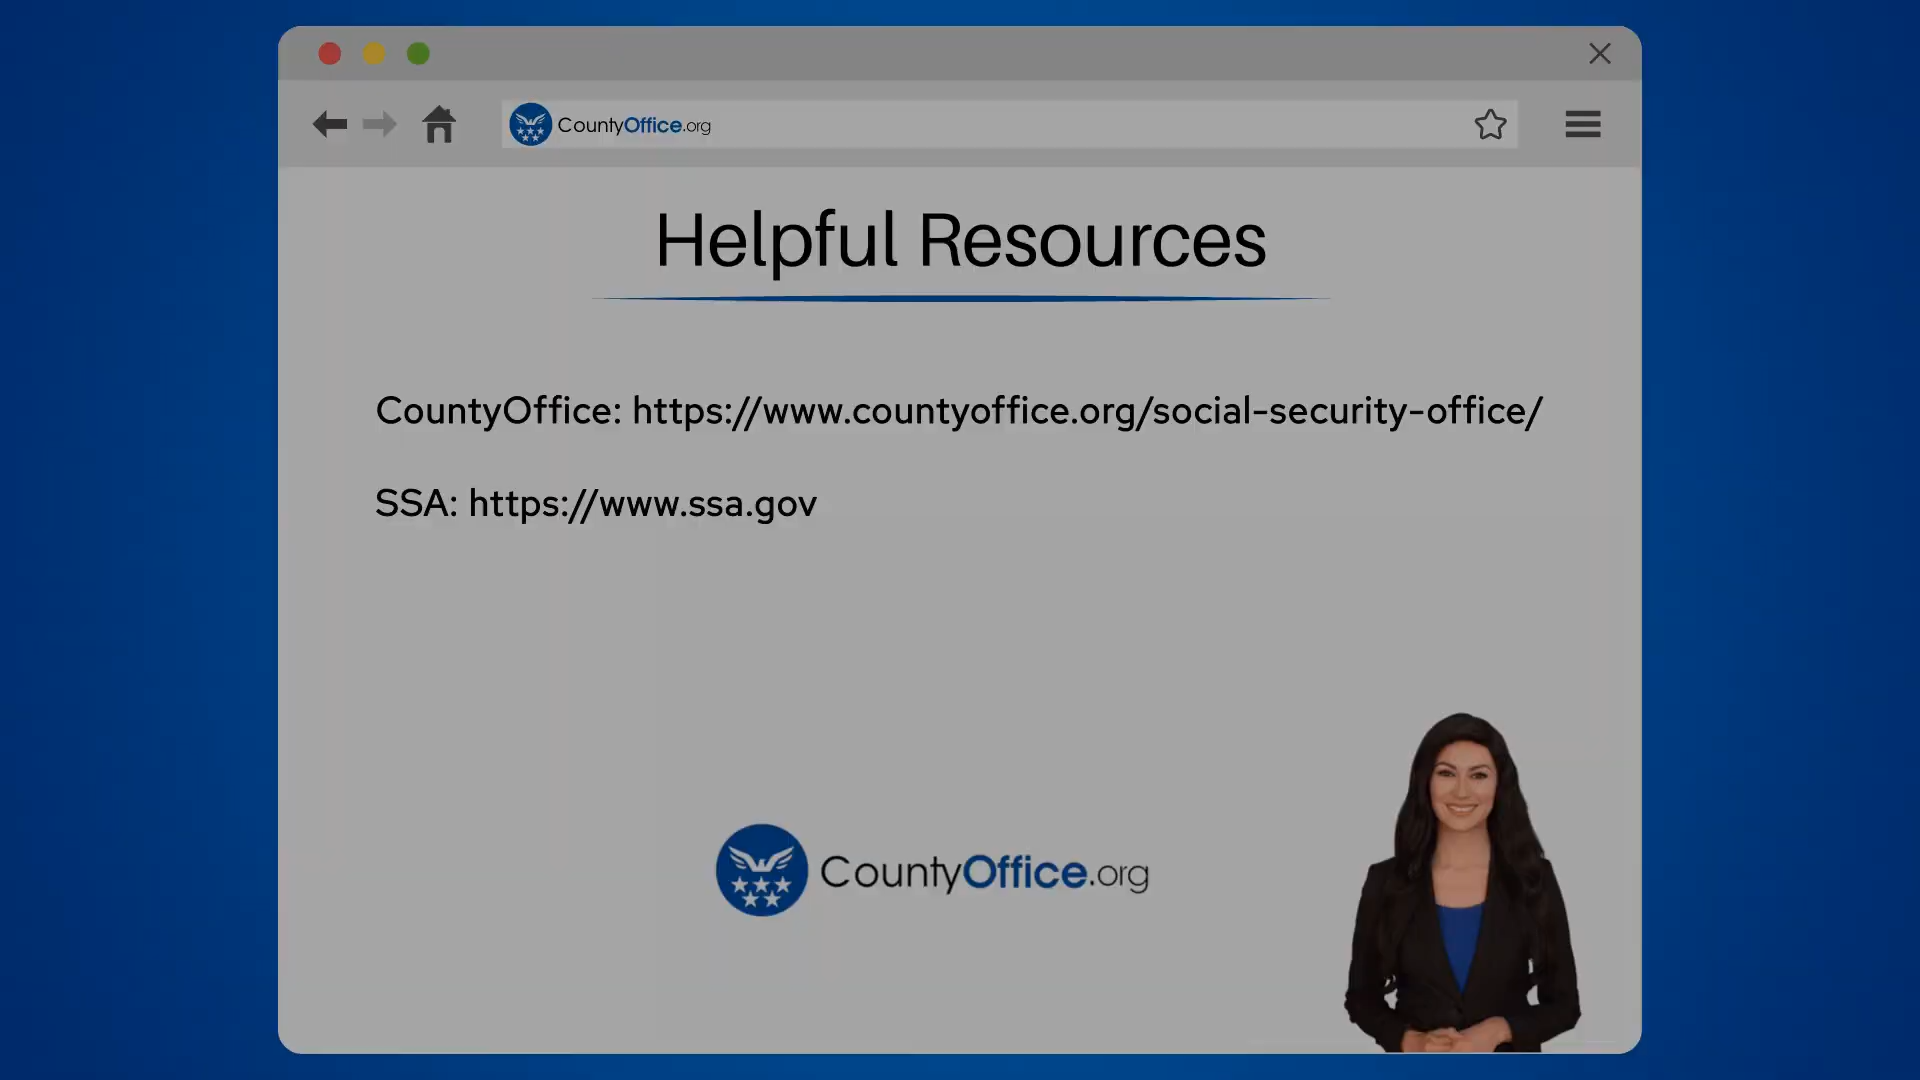 CountyOffice.org
Helpful Resources
CountyOffice: https://www.countyoffice.org/social-security-office/
SSA: https://www.ssa.gov
CountyOffice.org